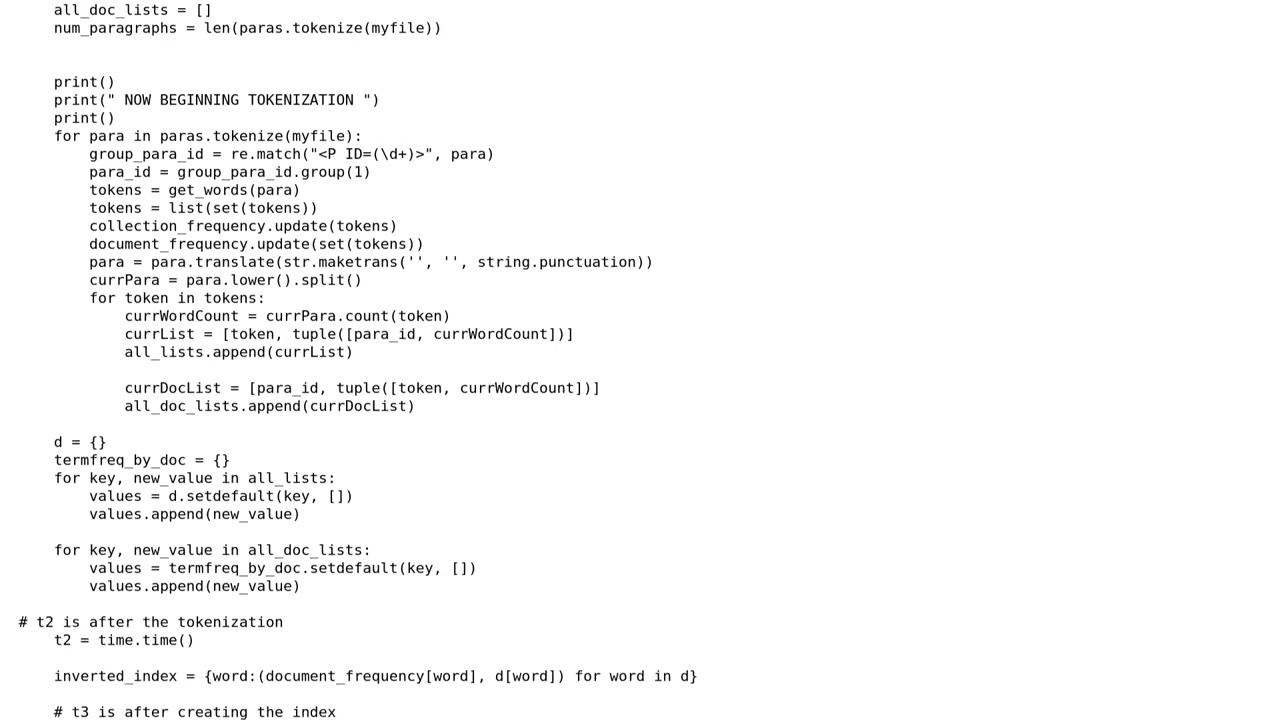 all_doc_lists = []
    num_paragraphs = len(paras.tokenize(myfile))
    print()
    print(" NOW BEGINNING TOKENIZATION ")
    print()
    for para in paras.tokenize(myfile):
        group_para_id = re.match("<P ID=(\d+)>", para)
        para_id = group_para_id.group(1)
        tokens = get_words(para)
        tokens = list(set(tokens))
        collection_frequency.update(tokens)
        document_frequency.update(set(tokens))
        para = para.translate(str.maketrans('', '', string.punctuation))
        currPara = para.lower().split()
        for token in tokens:
            currWordCount = currPara.count(token)
            currList = [token, tuple([para_id, currWordCount])]
            all_lists.append(currList)
            currDocList = [para_id, tuple([token, currWordCount])]
            all_doc_lists.append(currDocList)
    d = {}
    termfreq_by_doc = {}
    for key, new_value in all_lists:
        values = d.setdefault(key, [])
        values.append(new_value)
    for key, new_value in all_doc_lists:
        values = termfreq_by_doc.setdefault(key, [])
        values.append(new_value)
# t2 is after the tokenization
    t2 = time.time()
    inverted_index = {word:(document_frequency[word], d[word]) for word in d}
    # t3 is after creating the index